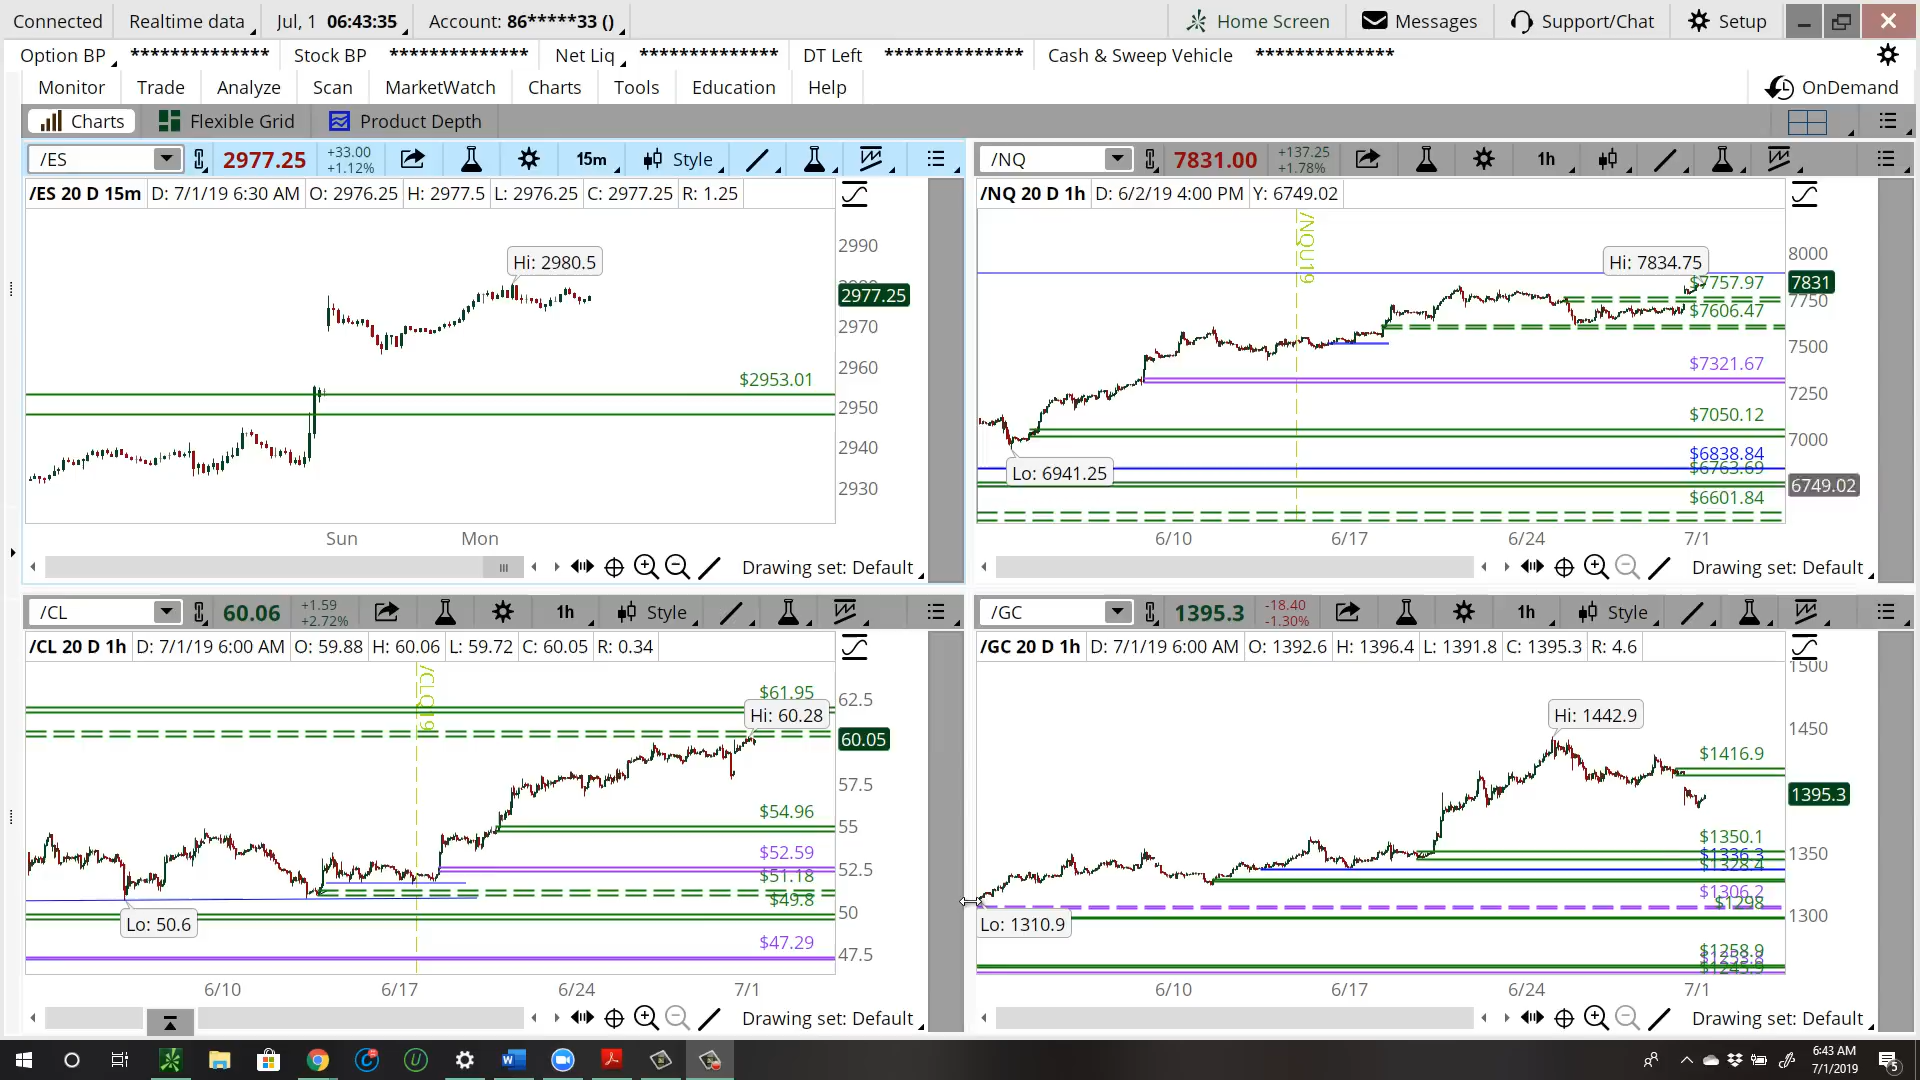 Connected Realtime data Jul, 1 06:43:35 Account: 86*****33 () Home Screen Messages Support/Chat Setup
Option BP ************** Stock BP ************** Net Liq ************** DT Left ************** Cash & Sweep Vehicle **************
Monitor Trade Analyze Scan MarketWatch Charts Tools Education Help OnDemand
Charts Flexible Grid Product Depth
/ES 2977.25 +33.00 +1.12% 15m Style
/ES 20 D 15m D: 7/1/19 6:30 AM O: 2976.25 H: 2977.5 L: 2976.25 C: 2977.25 R: 1.25
Hi: 2980.5
$2953.01
2990
2977.25
2970
2960
2950
2940
2930
Sun Mon
Drawing set: Default
/NQ 7831.00 +137.25 +1.78% 1h
/NQ 20 D 1h D: 6/2/19 4:00 PM Y: 6749.02
/NQU19
Hi: 7834.75
$7757.97
$7606.47
$7321.67
$7050.12
$6838.84
$6763.69
$6601.84
Lo: 6941.25
8000
7831
7750
7500
7250
7000
6749.02
6/10 6/17 6/24 7/1
Drawing set: Default
/CL 60.06 +1.59 +2.72% 1h Style
/CL 20 D 1h D: 7/1/19 6:00 AM O: 59.88 H: 60.06 L: 59.72 C: 60.05 R: 0.34
/CLQ19
$61.95
Hi: 60.28
$54.96
$52.59
$51.18
$49.8
Lo: 50.6
$47.29
62.5
60.05
57.5
55
52.5
50
47.5
6/10 6/17 6/24 7/1
Drawing set: Default
/GC 1395.3 -18.40 -1.30% 1h Style
/GC 20 D 1h D: 7/1/19 6:00 AM O: 1392.6 H: 1396.4 L: 1391.8 C: 1395.3 R: 4.6
Hi: 1442.9
$1416.9
$1350.1
$1336.3
$1328.4
$1306.2
$1298
Lo: 1310.9
$1258.9
1500
1450
1395.3
1350
1300
6/10 6/17 6/24 7/1
Drawing set: Default
6:43 AM
7/1/2019
5